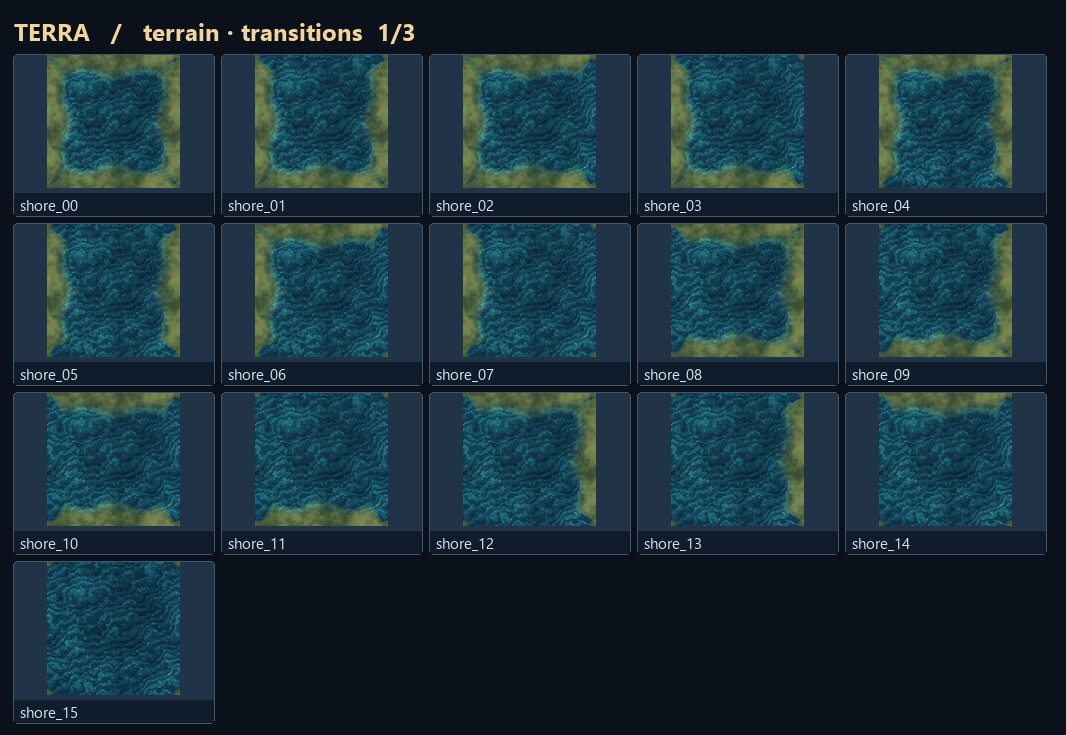 TERRA / terrain · transitions 1/3
shore_00 shore_01 shore_02 shore_03 shore_04
shore_05 shore_06 shore_07 shore_08 shore_09
shore_10 shore_11 shore_12 shore_13 shore_14
shore_15